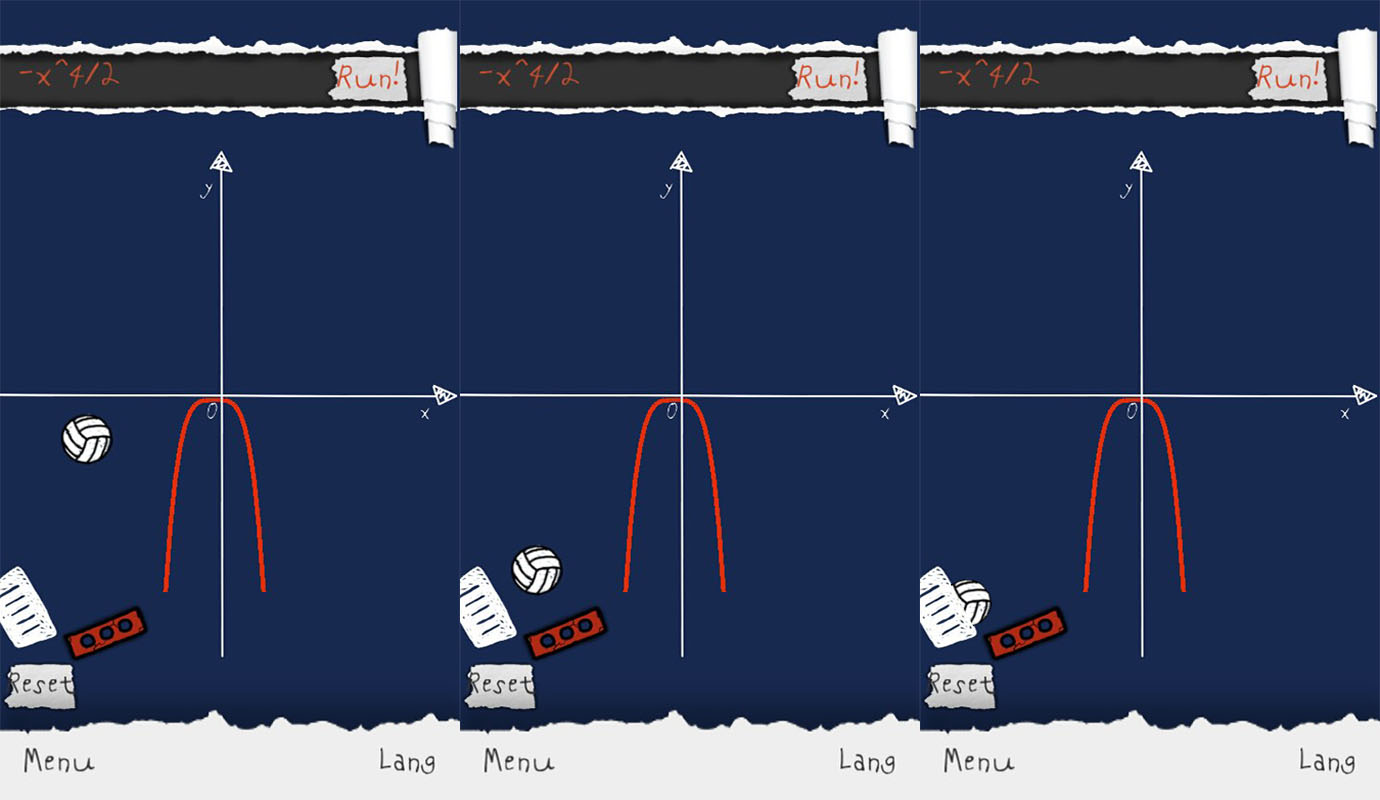 -x^4/2 Run!
y
0
x
Reset
Menu Lang
-x^4/2 Run!
y
0
x
Reset
Menu Lang
-x^4/2 Run!
y
0
x
Reset
Menu Lang